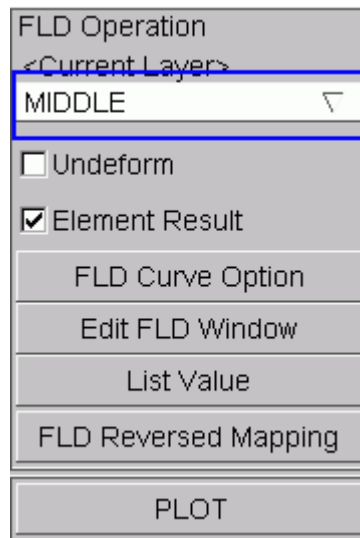 FLD Operation
<Current Layer>
MIDDLE
Undeform
Element Result
FLD Curve Option
Edit FLD Window
List Value
FLD Reversed Mapping
PLOT